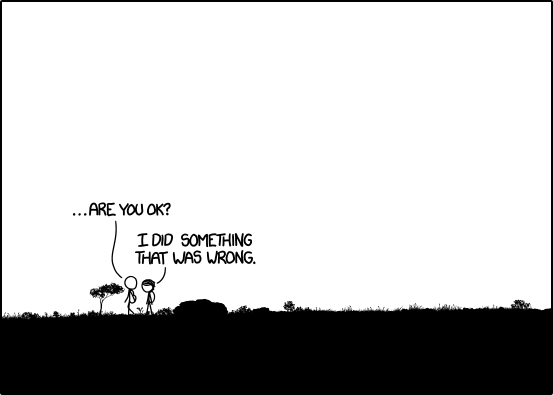 ...ARE YOU OK?
I DID SOMETHING
THAT WAS WRONG.